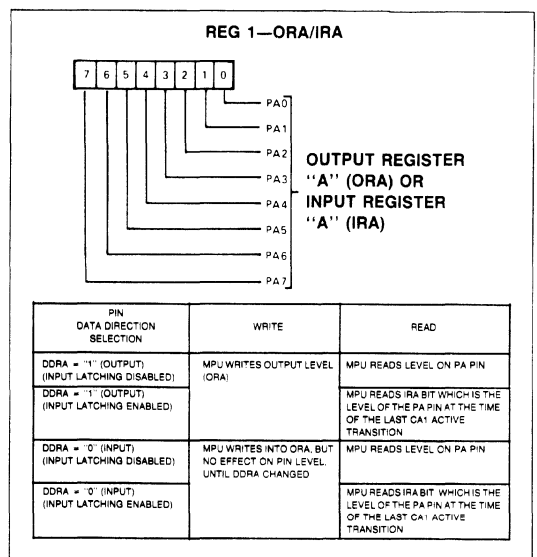 REG 1—ORA/IRA
7 6 5 4 3 2 1 0
PA0
PA1
PA2
PA3
PA4
PA5
PA6
PA7
OUTPUT REGISTER
"A" (ORA) OR
INPUT REGISTER
"A" (IRA)
PIN
DATA DIRECTION
SELECTION
WRITE
READ
DDRA = "1" (OUTPUT)
(INPUT LATCHING DISABLED)
MPU WRITES OUTPUT LEVEL
(ORA)
MPU READS LEVEL ON PA PIN
DDRA = "1" (OUTPUT)
(INPUT LATCHING ENABLED)
MPU READS IRA BIT WHICH IS THE
LEVEL OF THE PA PIN AT THE TIME
OF THE LAST CA1 ACTIVE
TRANSITION
DDRA = "0" (INPUT)
(INPUT LATCHING DISABLED)
MPU WRITES INTO ORA, BUT
NO EFFECT ON PIN LEVEL,
UNTIL DDRA CHANGED
MPU READS LEVEL ON PA PIN
DDRA = "0" (INPUT)
(INPUT LATCHING ENABLED)
MPU READS IRA BIT WHICH IS THE
LEVEL OF THE PA PIN AT THE TIME
OF THE LAST CA1 ACTIVE
TRANSITION